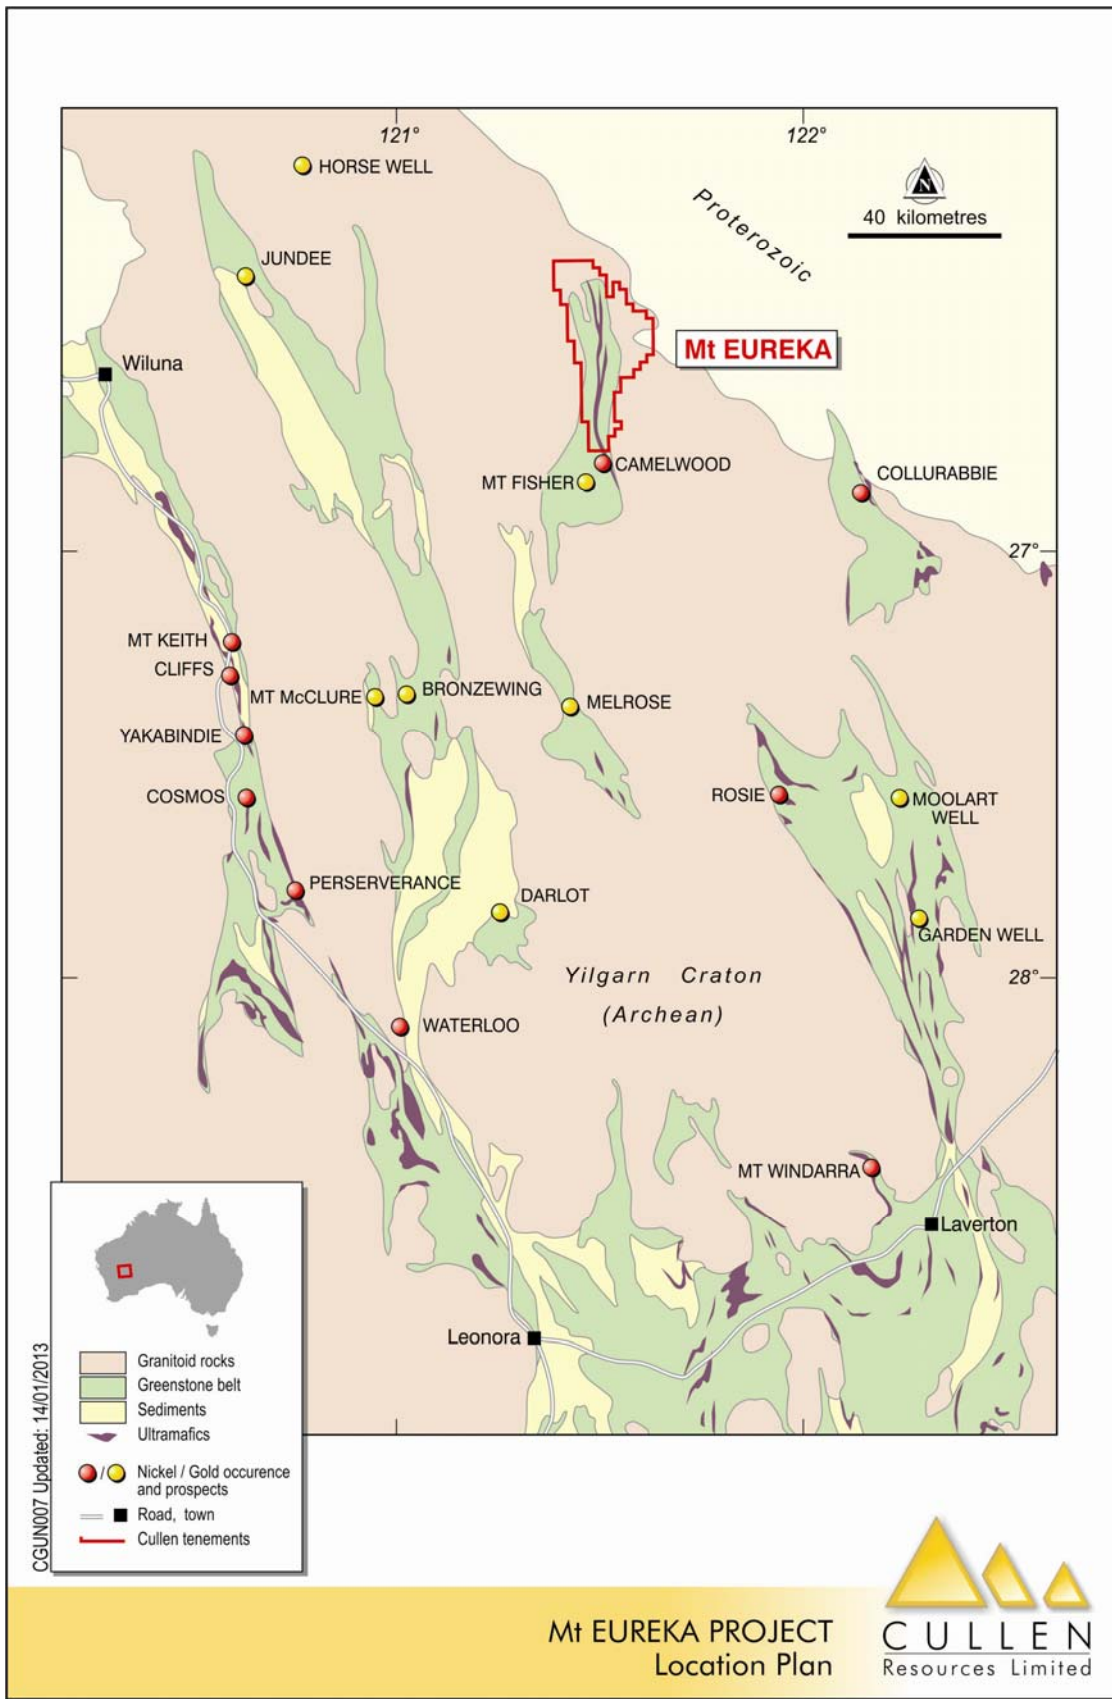 121°
122°
HORSE WELL
N
40 kilometres
Proterozoic
JUNDEE
Mt EUREKA
Wiluna
CAMELWOOD
MT FISHER
COLLURABBIE
27°
MT KEITH
CLIFFS
MT McCLURE
BRONZEWING
MELROSE
YAKABINDIE
COSMOS
ROSIE
MOOLART
WELL
PERSERVERANCE
DARLOT
GARDEN WELL
Yilgarn Craton
(Archean)
28°
WATERLOO
MT WINDARRA
Laverton
Leonora
Granitoid rocks
Greenstone belt
Sediments
Ultramafics
/
Nickel / Gold occurence
and prospects
Road, town
Cullen tenements
CGUN007 Updated: 14/01/2013
Mt EUREKA PROJECT
Location Plan
CULLEN
Resources Limited